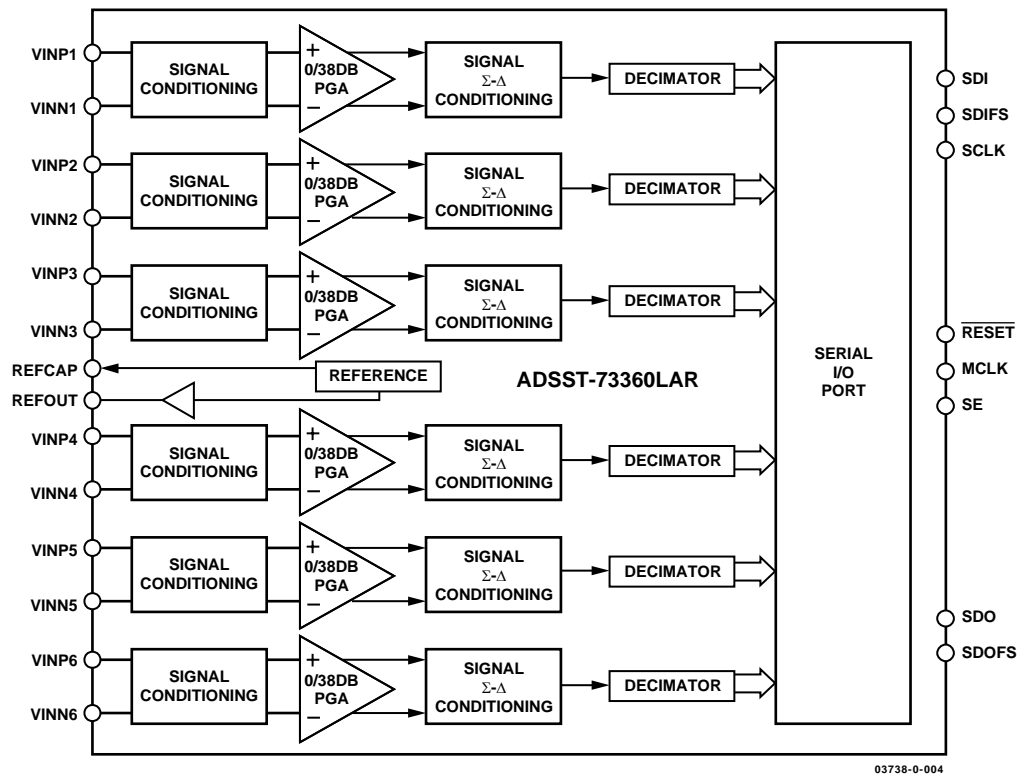 VINP1
VINN1
SIGNAL
CONDITIONING
+
0/38DB
PGA
−
SIGNAL
Σ-Δ
CONDITIONING
DECIMATOR
VINP2
VINN2
SIGNAL
CONDITIONING
+
0/38DB
PGA
−
SIGNAL
Σ-Δ
CONDITIONING
DECIMATOR
VINP3
VINN3
SIGNAL
CONDITIONING
+
0/38DB
PGA
−
SIGNAL
Σ-Δ
CONDITIONING
DECIMATOR
REFCAP
REFOUT
REFERENCE
ADSST-73360LAR
VINP4
VINN4
SIGNAL
CONDITIONING
+
0/38DB
PGA
−
SIGNAL
Σ-Δ
CONDITIONING
DECIMATOR
VINP5
VINN5
SIGNAL
CONDITIONING
+
0/38DB
PGA
−
SIGNAL
Σ-Δ
CONDITIONING
DECIMATOR
VINP6
VINN6
SIGNAL
CONDITIONING
+
0/38DB
PGA
−
SIGNAL
Σ-Δ
CONDITIONING
DECIMATOR
SERIAL
I/O
PORT
SDI
SDIFS
SCLK
RESET
MCLK
SE
SDO
SDOFS
03738-0-004